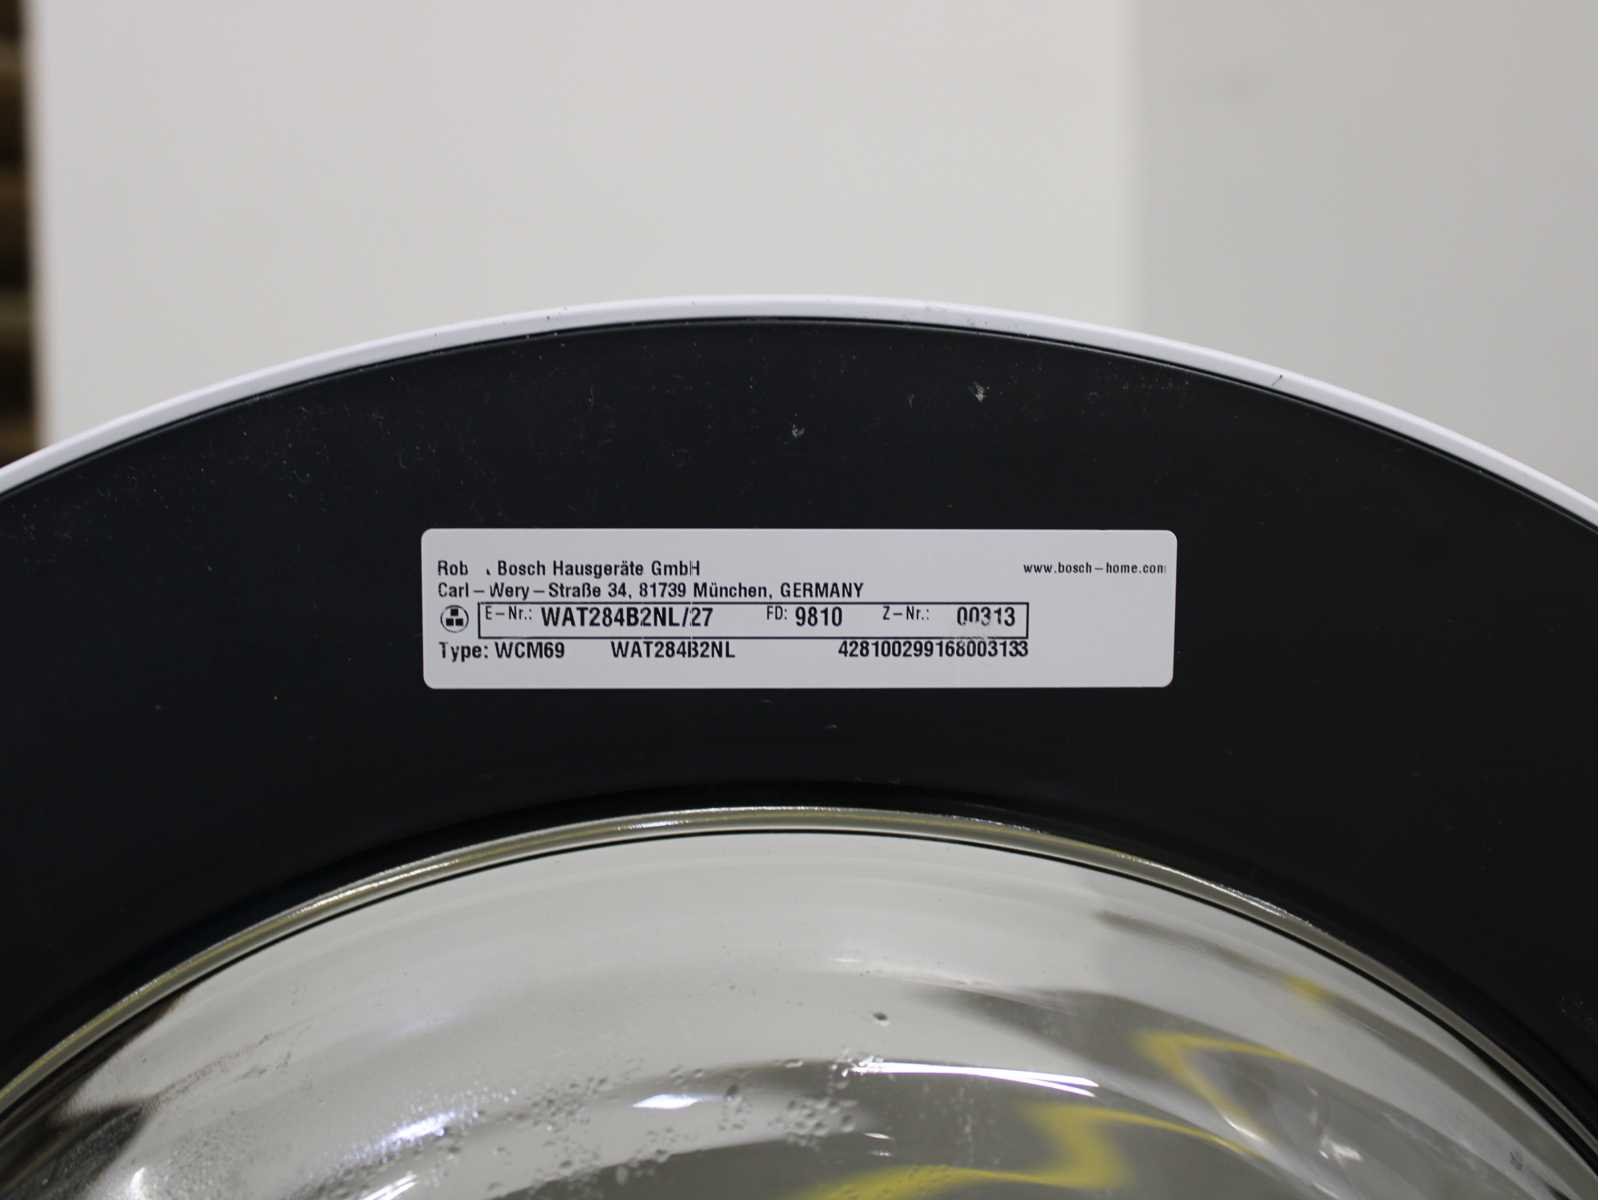 Rob Bosch Hausgeräte GmbH
www.bosch-home.com
Carl-Wery-Straße 34, 81739 München, GERMANY
E-Nr.: WAT284B2NL/27 FD: 9810 Z-Nr.: 00313
Type: WCM69 WAT284B2NL 428100299168003133